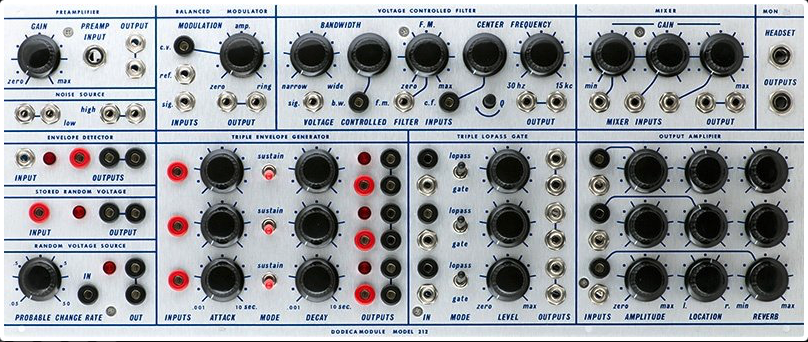 PREAMPLIFIER
GAIN
PREAMP
INPUT
OUTPUT
zero
max
NOISE SOURCE
high
low
BALANCED MODULATOR
MODULATION
amp.
c.v.
ref.
sig.
zero
ring
INPUTS
OUTPUT
VOLTAGE CONTROLLED FILTER
BANDWIDTH
F.M.
CENTER FREQUENCY
narrow
wide
zero
max
30 hz
15 kc
sig.
b.w.
f.m.
c.f.
Q
VOLTAGE CONTROLLED FILTER INPUTS
OUTPUT
MIXER
GAIN
min
max
MIXER INPUTS
OUTPUT
MON
HEADSET
OUTPUTS
ENVELOPE DETECTOR
INPUT
OUTPUTS
STORED RANDOM VOLTAGE
INPUT
OUTPUT
RANDOM VOLTAGE SOURCE
IN
.05
50
PROBABLE CHANGE RATE
OUT
TRIPLE ENVELOPE GENERATOR
sustain
sustain
sustain
.001
10 sec.
.001
10 sec.
INPUTS
ATTACK
MODE
DECAY
OUTPUTS
TRIPLE LOPASS GATE
lopass
gate
lopass
gate
lopass
gate
zero
max
IN
MODE
LEVEL
OUTPUTS
OUTPUT AMPLIFIER
zero
max
l.
r.
min
max
INPUTS
AMPLITUDE
LOCATION
REVERB
DODECAMODULE MODEL 212